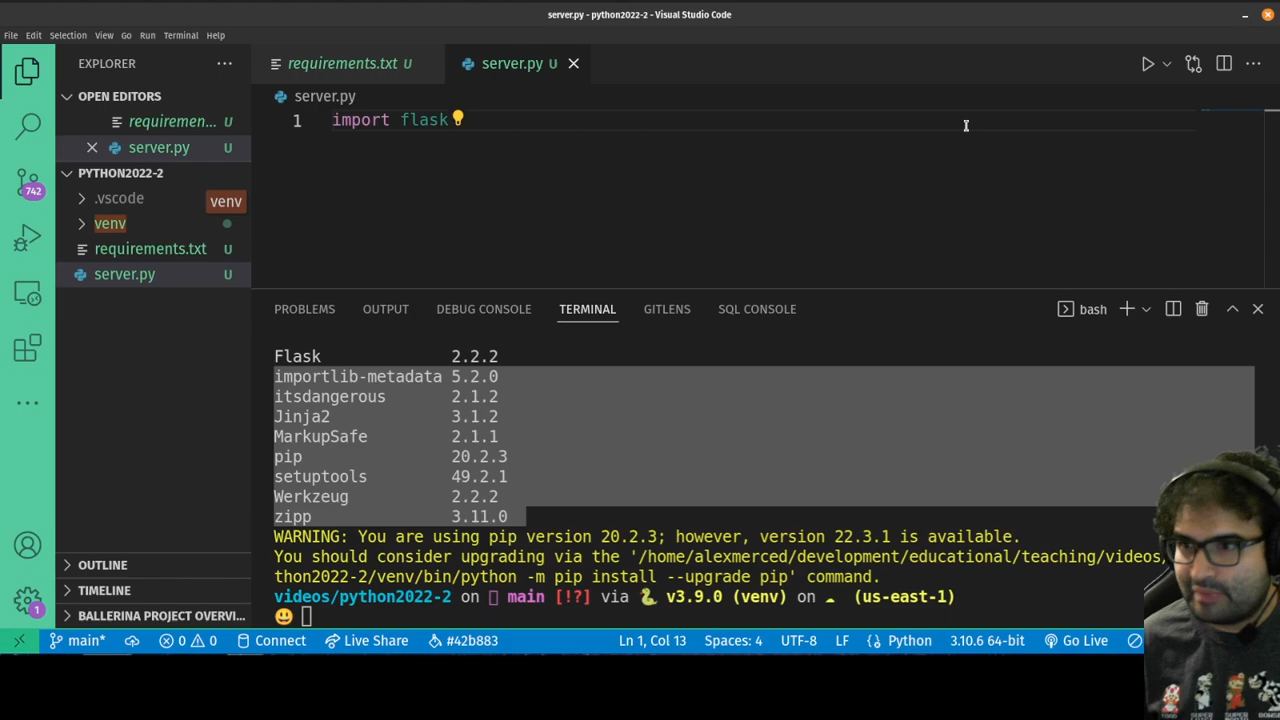 server.py - python2022-2 - Visual Studio Code
File Edit Selection View Go Run Terminal Help
EXPLORER
requirements.txt U
server.py U
OPEN EDITORS
requiremen... U
server.py U
PYTHON2022-2
.vscode
venv
venv
requirements.txt U
server.py U
742
1
OUTLINE
TIMELINE
BALLERINA PROJECT OVERVI...
server.py
1 import flask
PROBLEMS OUTPUT DEBUG CONSOLE TERMINAL GITLENS SQL CONSOLE
bash
Flask 2.2.2
importlib-metadata 5.2.0
itsdangerous 2.1.2
Jinja2 3.1.2
MarkupSafe 2.1.1
pip 20.2.3
setuptools 49.2.1
Werkzeug 2.2.2
zipp 3.11.0
WARNING: You are using pip version 20.2.3; however, version 22.3.1 is available.
You should consider upgrading via the '/home/alexmerced/development/educational/teaching/videos/
thon2022-2/venv/bin/python -m pip install --upgrade pip' command.
videos/python2022-2 on main [!?] via 🐍 v3.9.0 (venv) on ☁ (us-east-1)
😃
main* 0 0 Connect Live Share #42b883 Ln 1, Col 13 Spaces: 4 UTF-8 LF Python 3.10.6 64-bit Go Live